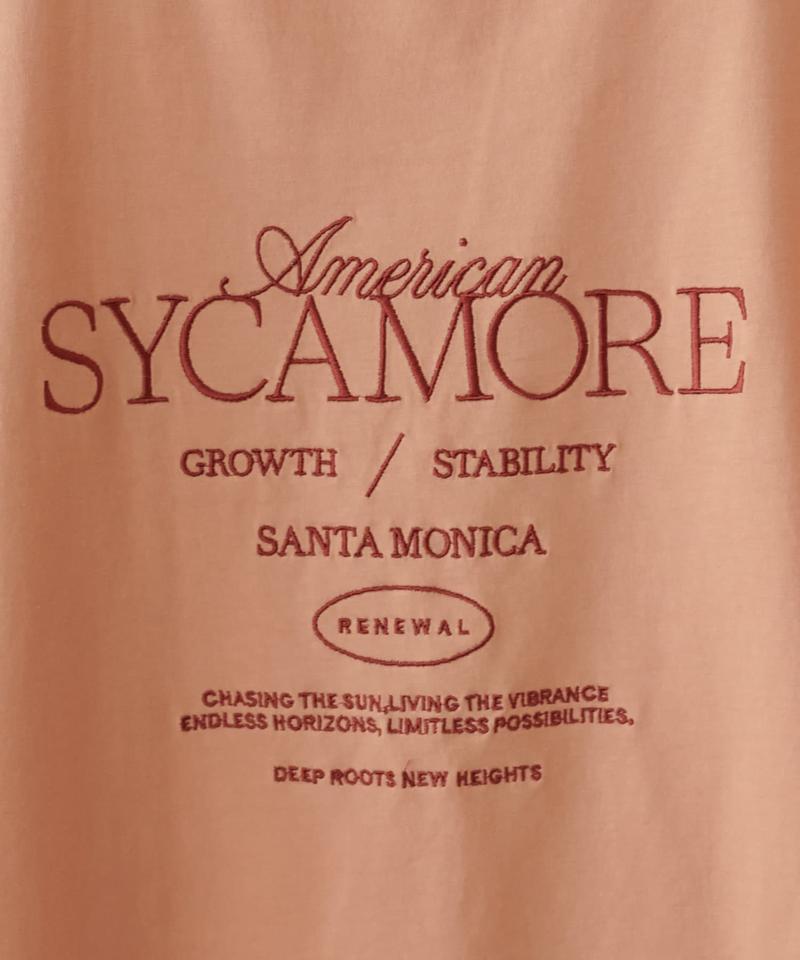 American
SYCAMORE
GROWTH / STABILITY
SANTA MONICA
RENEWAL
CHASING THE SUN,LIVING THE VIBRANCE
ENDLESS HORIZONS, LIMITLESS POSSIBILITIES,
DEEP ROOTS NEW HEIGHTS